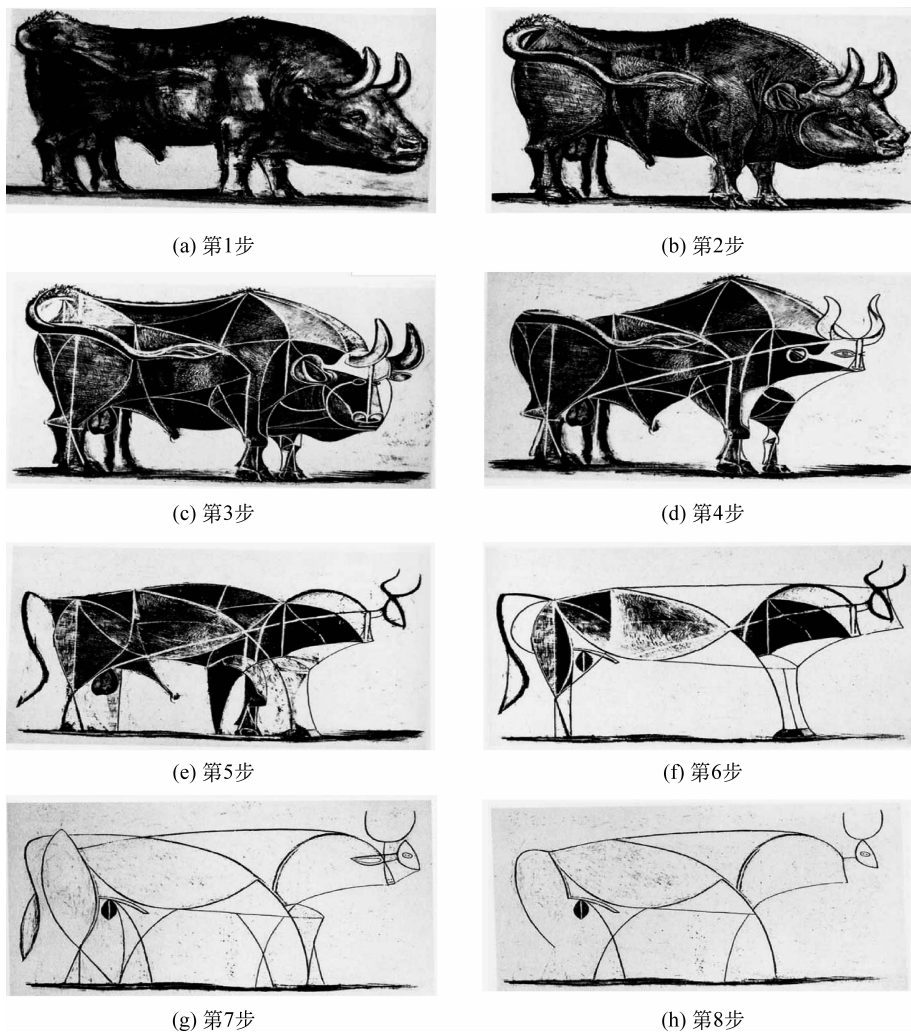 (a) 第1步
(b) 第2步
(c) 第3步
(d) 第4步
(e) 第5步
(f) 第6步
(g) 第7步
(h) 第8步